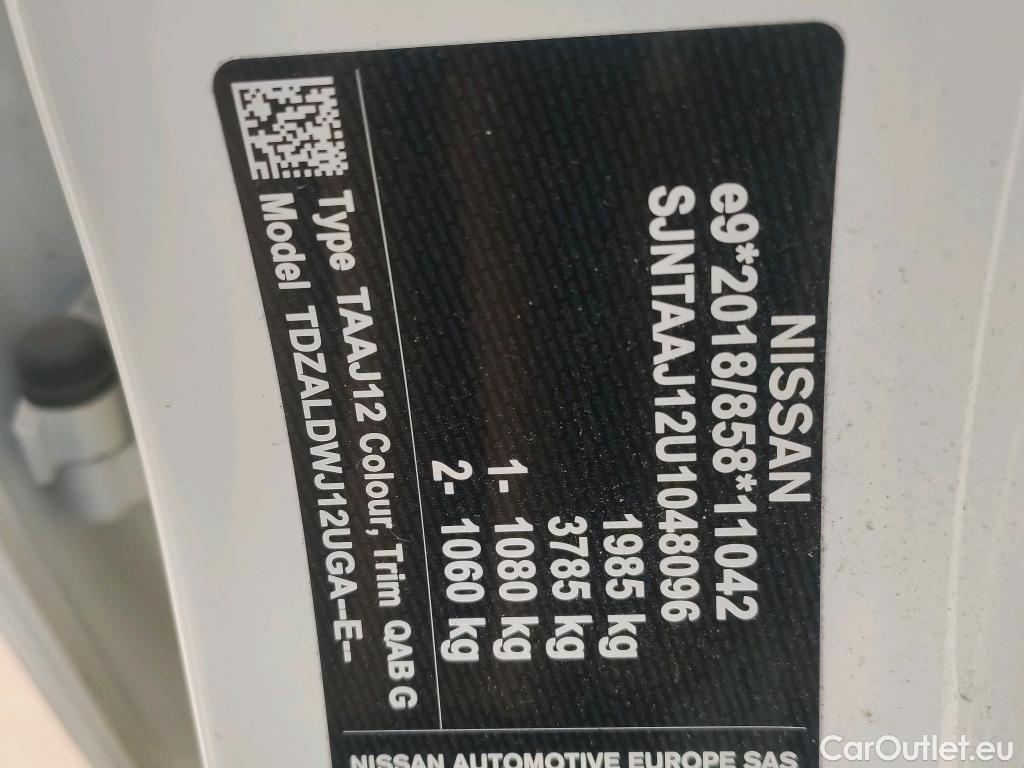 NISSAN
e9*2018/858*11042
SJNTAAJ12U1048096
1985 kg
3785 kg
1- 1080 kg
2- 1060 kg
Type TAAJ12 Colour, Trim QAB G
Model TDZALDWJ12UGA--E--
NISSAN AUTOMOTIVE EUROPE SAS
CarOutlet.eu